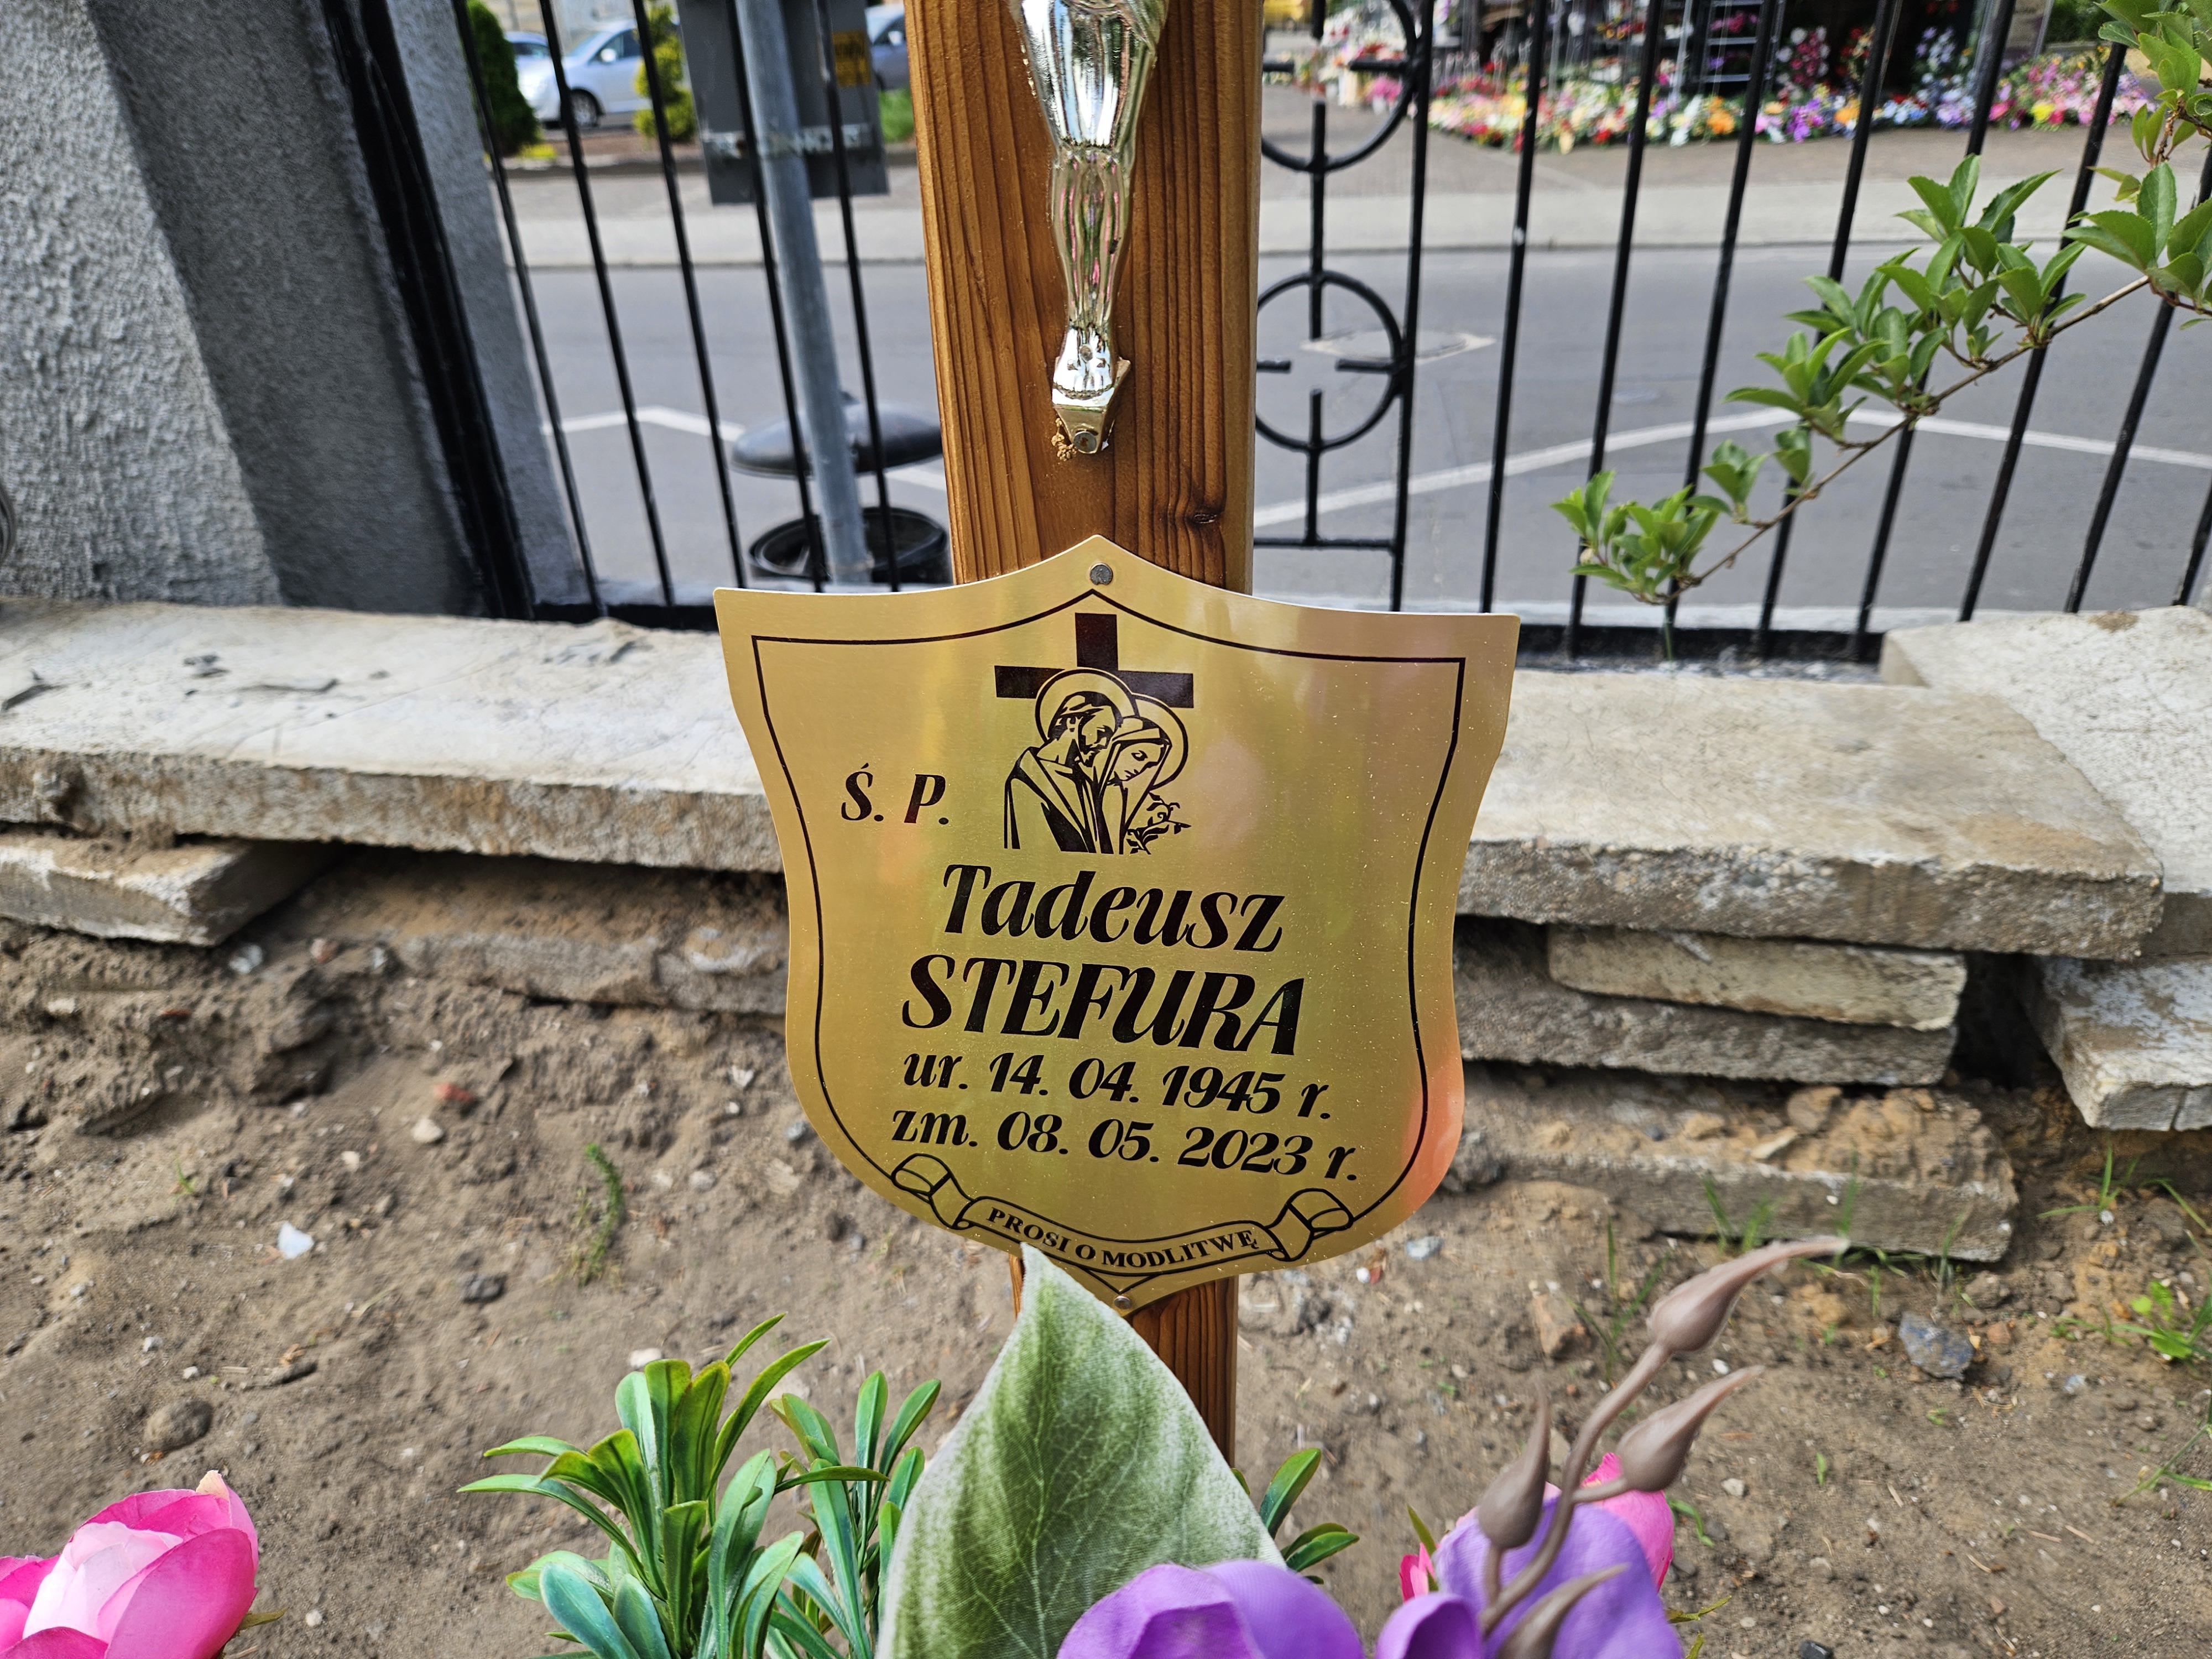 Ś. P.
Tadeusz
STEFURA
ur. 14. 04. 1945 r.
zm. 08. 05. 2023 r.
PROSI O MODLITWĘ